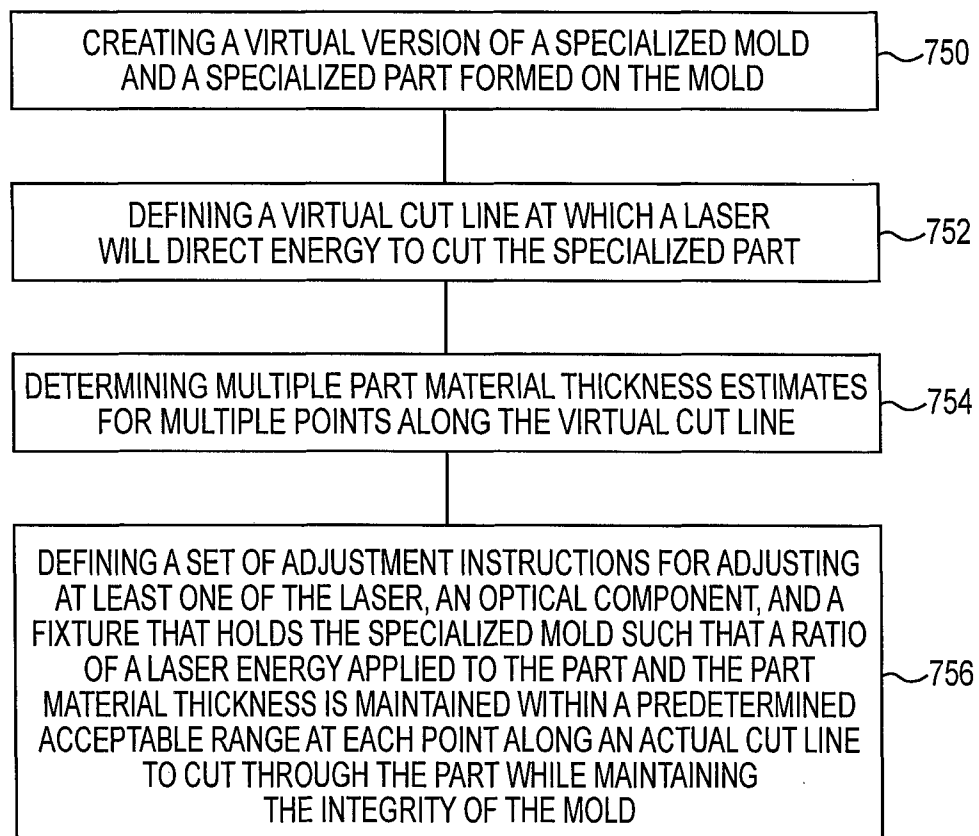 CREATING A VIRTUAL VERSION OF A SPECIALIZED MOLD
AND A SPECIALIZED PART FORMED ON THE MOLD
750
DEFINING A VIRTUAL CUT LINE AT WHICH A LASER
WILL DIRECT ENERGY TO CUT THE SPECIALIZED PART
752
DETERMINING MULTIPLE PART MATERIAL THICKNESS ESTIMATES
FOR MULTIPLE POINTS ALONG THE VIRTUAL CUT LINE
754
DEFINING A SET OF ADJUSTMENT INSTRUCTIONS FOR ADJUSTING
AT LEAST ONE OF THE LASER, AN OPTICAL COMPONENT, AND A
FIXTURE THAT HOLDS THE SPECIALIZED MOLD SUCH THAT A RATIO
OF A LASER ENERGY APPLIED TO THE PART AND THE PART
MATERIAL THICKNESS IS MAINTAINED WITHIN A PREDETERMINED
ACCEPTABLE RANGE AT EACH POINT ALONG AN ACTUAL CUT LINE
TO CUT THROUGH THE PART WHILE MAINTAINING
THE INTEGRITY OF THE MOLD
756